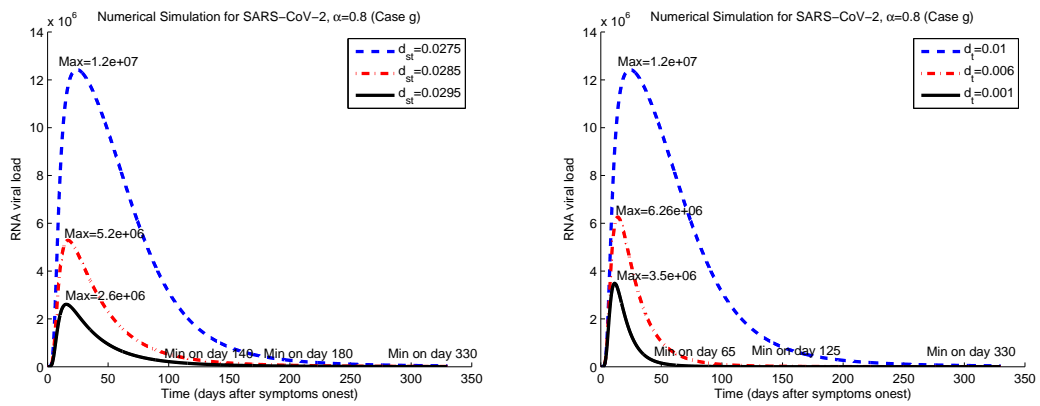 Numerical Simulation for SARS−CoV−2, α=0.8 (Case g)
x 10^6
14
12
10
8
6
4
2
0
RNA viral load
0 50 100 150 200 250 300 350
Time (days after symptoms onest)
d_st=0.0275
d_st=0.0285
d_st=0.0295
Max=1.2e+07
Max=5.2e+06
Max=2.6e+06
Min on day 140
Min on day 180
Min on day 330
Numerical Simulation for SARS−CoV−2, α=0.8 (Case g)
x 10^6
14
12
10
8
6
4
2
0
RNA viral load
0 50 100 150 200 250 300 350
Time (days after symptoms onest)
d_t=0.01
d_t=0.006
d_t=0.001
Max=1.2e+07
Max=6.26e+06
Max=3.5e+06
Min on day 65
Min on day 125
Min on day 330